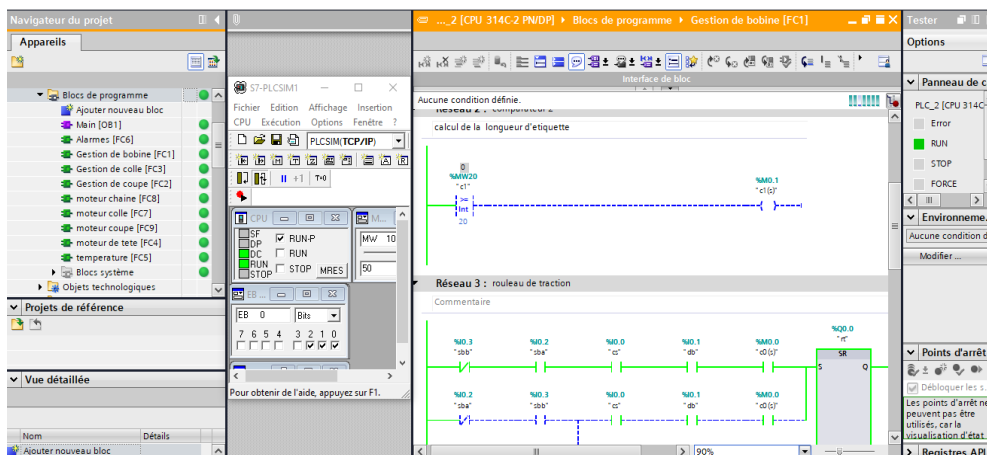 Navigateur du projet
Appareils
Blocs de programme
Ajouter nouveau bloc
Main [OB1]
Alarmes [FC6]
Gestion de bobine [FC1]
Gestion de colle [FC3]
Gestion de coupe [FC2]
moteur chaine [FC8]
moteur colle [FC7]
moteur coupe [FC9]
moteur de tete [FC4]
temperature [FC5]
Blocs système
Objets technologiques
Projets de référence
Vue détaillée
Nom Détails
Ajouter nouveau bloc
S7-PLCSIM1
Fichier Edition Affichage Insertion
CPU Exécution Options Fenêtre ?
PLCSIM(TCP/IP)
+1 T=0
CPU
SF
DP
DC
RUN
STOP
RUN-P
RUN
STOP MRES
M...
MW 10
50
EB ...
EB 0 Bits
7 6 5 4 3 2 1 0
Pour obtenir de l'aide, appuyez sur F1.
..._2 [CPU 314C-2 PN/DP] Blocs de programme Gestion de bobine [FC1]
Interface de bloc
Aucune condition définie.
Réseau 2 : comparateur 2
calcul de la longueur d'etiquette
0
%MW20
"c1"
>=
Int
20
%M0.1
"c1(s)"
Réseau 3 : rouleau de traction
Commentaire
%I0.3 %I0.2 %I0.0 %I0.1 %M0.0
"sbb" "sba" "cs" "db" "c0(s)"
%Q0.0
"rt"
SR
S Q
%I0.2 %I0.3 %I0.0 %I0.1 %M0.0
"sba" "sbb" "cs" "db" "c0(s)"
90%
Tester
Options
Panneau de c
PLC_2 [CPU 314C-
Error
RUN
STOP
FORCE
Environneme.
Aucune condition d
Modifier ...
Points d'arrêt
Débloquer les s.
Les points d'arrêt ne
peuvent pas être
utilisés, car la
visualisation d'état
Registres API